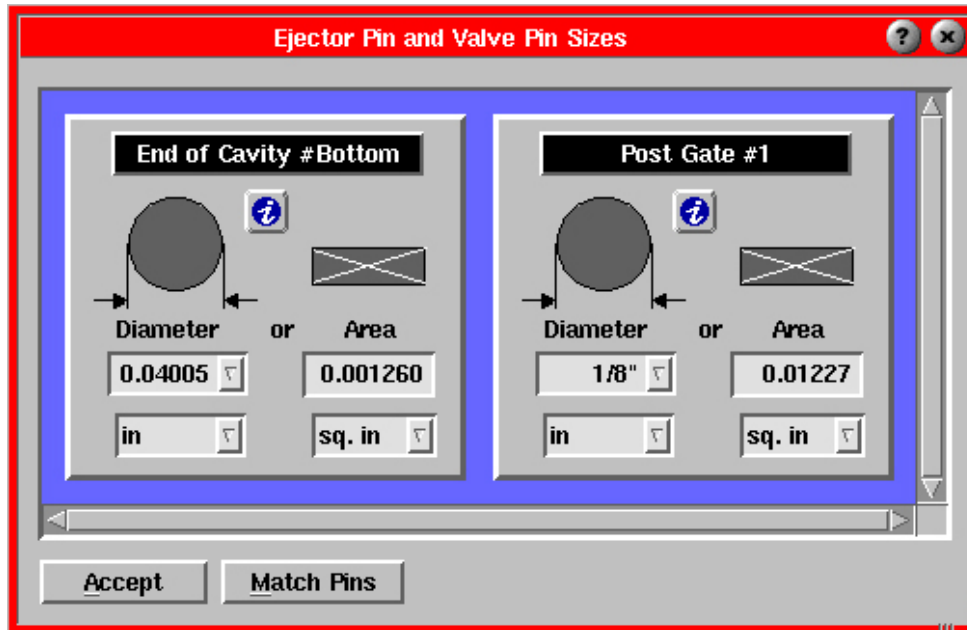 Ejector Pin and Valve Pin Sizes ? ×
End of Cavity #Bottom
i
Diameter or Area
0.04005 0.001260
in sq. in
Post Gate #1
i
Diameter or Area
1/8" 0.01227
in sq. in
Accept Match Pins